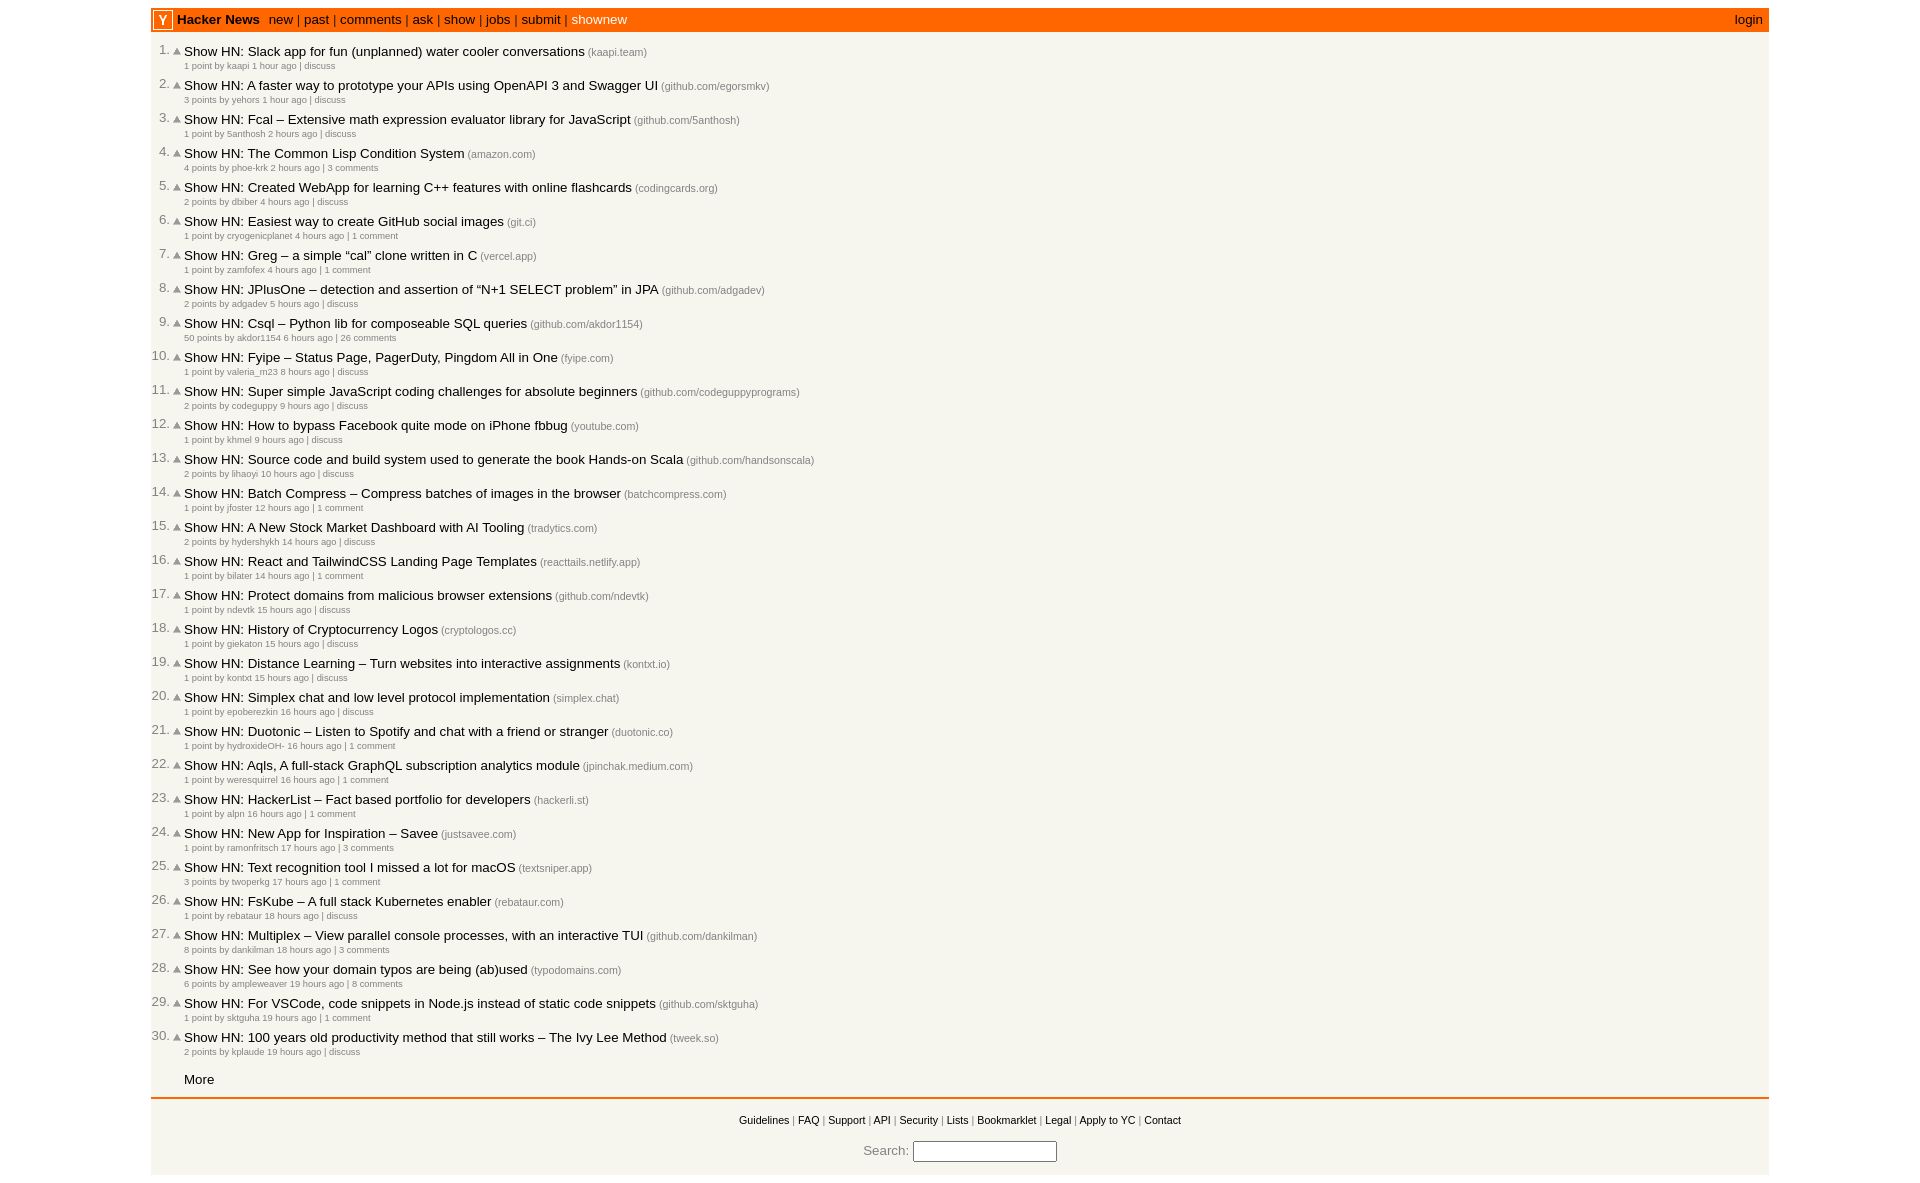 Y Hacker News new | past | comments | ask | show | jobs | submit | shownew login
1. Show HN: Slack app for fun (unplanned) water cooler conversations (kaapi.team)
1 point by kaapi 1 hour ago | discuss
2. Show HN: A faster way to prototype your APIs using OpenAPI 3 and Swagger UI (github.com/egorsmkv)
3 points by yehors 1 hour ago | discuss
3. Show HN: Fcal – Extensive math expression evaluator library for JavaScript (github.com/5anthosh)
1 point by 5anthosh 2 hours ago | discuss
4. Show HN: The Common Lisp Condition System (amazon.com)
4 points by phoe-krk 2 hours ago | 3 comments
5. Show HN: Created WebApp for learning C++ features with online flashcards (codingcards.org)
2 points by dbiber 4 hours ago | discuss
6. Show HN: Easiest way to create GitHub social images (git.ci)
1 point by cryogenicplanet 4 hours ago | 1 comment
7. Show HN: Greg – a simple “cal” clone written in C (vercel.app)
1 point by zamfofex 4 hours ago | 1 comment
8. Show HN: JPlusOne – detection and assertion of “N+1 SELECT problem” in JPA (github.com/adgadev)
2 points by adgadev 5 hours ago | discuss
9. Show HN: Csql – Python lib for composeable SQL queries (github.com/akdor1154)
50 points by akdor1154 6 hours ago | 26 comments
10. Show HN: Fyipe – Status Page, PagerDuty, Pingdom All in One (fyipe.com)
1 point by valeria_m23 8 hours ago | discuss
11. Show HN: Super simple JavaScript coding challenges for absolute beginners (github.com/codeguppyprograms)
2 points by codeguppy 9 hours ago | discuss
12. Show HN: How to bypass Facebook quite mode on iPhone fbbug (youtube.com)
1 point by khmel 9 hours ago | discuss
13. Show HN: Source code and build system used to generate the book Hands-on Scala (github.com/handsonscala)
2 points by lihaoyi 10 hours ago | discuss
14. Show HN: Batch Compress – Compress batches of images in the browser (batchcompress.com)
1 point by jfoster 12 hours ago | 1 comment
15. Show HN: A New Stock Market Dashboard with AI Tooling (tradytics.com)
2 points by hydershykh 14 hours ago | discuss
16. Show HN: React and TailwindCSS Landing Page Templates (reacttails.netlify.app)
1 point by bilater 14 hours ago | 1 comment
17. Show HN: Protect domains from malicious browser extensions (github.com/ndevtk)
1 point by ndevtk 15 hours ago | discuss
18. Show HN: History of Cryptocurrency Logos (cryptologos.cc)
1 point by giekaton 15 hours ago | discuss
19. Show HN: Distance Learning – Turn websites into interactive assignments (kontxt.io)
1 point by kontxt 15 hours ago | discuss
20. Show HN: Simplex chat and low level protocol implementation (simplex.chat)
1 point by epoberezkin 16 hours ago | discuss
21. Show HN: Duotonic – Listen to Spotify and chat with a friend or stranger (duotonic.co)
1 point by hydroxideOH- 16 hours ago | 1 comment
22. Show HN: Aqls, A full-stack GraphQL subscription analytics module (jpinchak.medium.com)
1 point by weresquirrel 16 hours ago | 1 comment
23. Show HN: HackerList – Fact based portfolio for developers (hackerli.st)
1 point by alpn 16 hours ago | 1 comment
24. Show HN: New App for Inspiration – Savee (justsavee.com)
1 point by ramonfritsch 17 hours ago | 3 comments
25. Show HN: Text recognition tool I missed a lot for macOS (textsniper.app)
3 points by twoperkg 17 hours ago | 1 comment
26. Show HN: FsKube – A full stack Kubernetes enabler (rebataur.com)
1 point by rebataur 18 hours ago | discuss
27. Show HN: Multiplex – View parallel console processes, with an interactive TUI (github.com/dankilman)
8 points by dankilman 18 hours ago | 3 comments
28. Show HN: See how your domain typos are being (ab)used (typodomains.com)
6 points by ampleweaver 19 hours ago | 8 comments
29. Show HN: For VSCode, code snippets in Node.js instead of static code snippets (github.com/sktguha)
1 point by sktguha 19 hours ago | 1 comment
30. Show HN: 100 years old productivity method that still works – The Ivy Lee Method (tweek.so)
2 points by kplaude 19 hours ago | discuss
More
Guidelines | FAQ | Support | API | Security | Lists | Bookmarklet | Legal | Apply to YC | Contact
Search: